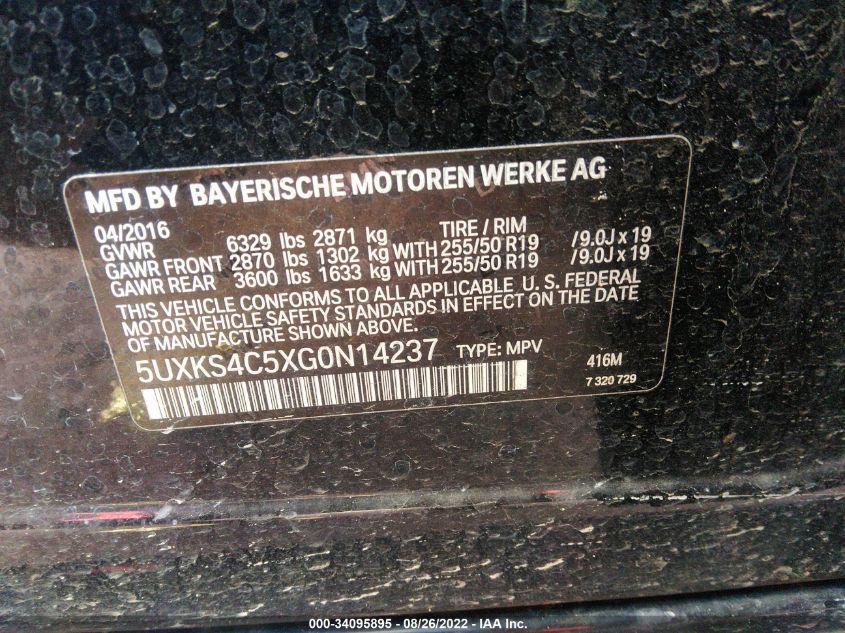 MFD BY BAYERISCHE MOTOREN WERKE AG
04/2016 TIRE / RIM
GVWR 6329 lbs 2871 kg
GAWR FRONT 2870 lbs 1302 kg WITH 255/50 R19 /9.0J x 19
GAWR REAR 3600 lbs 1633 kg WITH 255/50 R19 /9.0J x 19
THIS VEHICLE CONFORMS TO ALL APPLICABLE U. S. FEDERAL
MOTOR VEHICLE SAFETY STANDARDS IN EFFECT ON THE DATE
OF MANUFACTURE SHOWN ABOVE.
5UXKS4C5XG0N14237 TYPE: MPV 416M
7 320 729
000-34095895 - 08/26/2022 - IAA Inc.